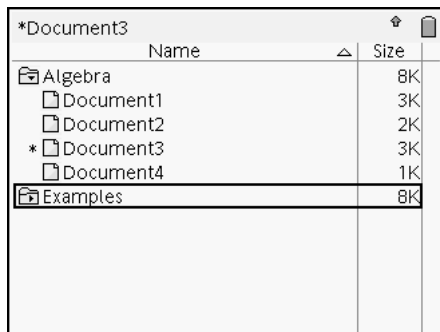 *Document3
Name Size
Algebra 8K
Document1 3K
Document2 2K
* Document3 3K
Document4 1K
Examples 8K